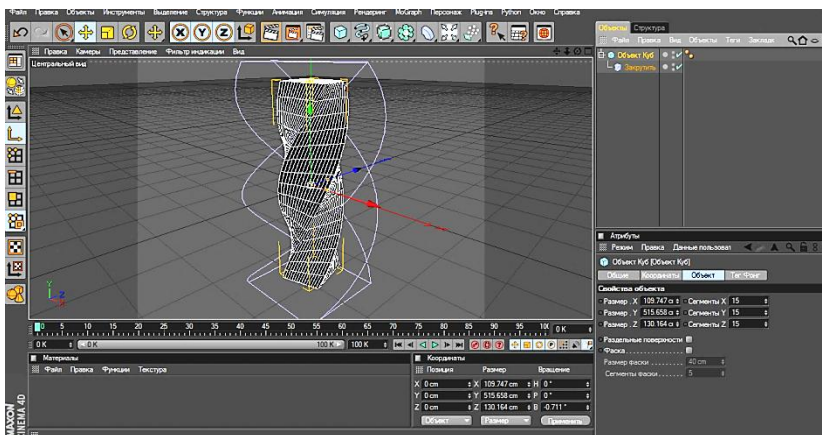 Файл Правка Объекты Инструменты Выделение Структура Функции Анимация Симуляция Рендеринг MoGraph Персонаж Plug-ins Python Окно Справка
Объекты Структура
Файл Правка Вид Объекты Теги Закладк
Правка Камеры Представление Фильтр индикации Вид
Центральный вид
Объект Куб
Закрутить
Y
Z
X
Атрибуты
Режим Правка Данные пользоват
Объект Куб [Объект Куб]
Общие Координаты Объект Тег Фонг
Свойства объекта
Размер . X 109.747 c Сегменты X 15
Размер . Y 515.658 c Сегменты Y 15
Размер . Z 130.164 c Сегменты Z 15
Раздельные поверхности
Фаска
Размер фаски 40 cm
Сегменты фаски 5
0 5 10 15 20 25 30 35 40 45 50 55 60 65 70 75 80 85 90 95 10( 0 K
0 K 0 K 100 K 100 K
Материалы
Файл Правка Функции Текстура
Координаты
Позиция Размер Вращение
X 0 cm X 109.747 cm H 0 °
Y 0 cm Y 515.658 cm P 0 °
Z 0 cm Z 130.164 cm B -0.711 °
Объект Размер Применить
MAXON
CINEMA 4D